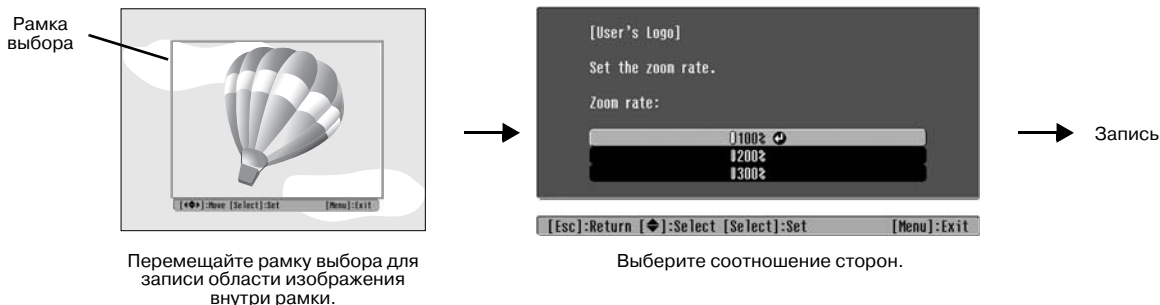 Рамка
выбора
[◄◆►]:Move [Select]:Set [Menu]:Exit
Перемещайте рамку выбора для
записи области изображения
внутри рамки.
[User's Logo]
Set the zoom rate.
Zoom rate:
100%
200%
300%
[Esc]:Return [◆]:Select [Select]:Set [Menu]:Exit
Выберите соотношение сторон.
Запись